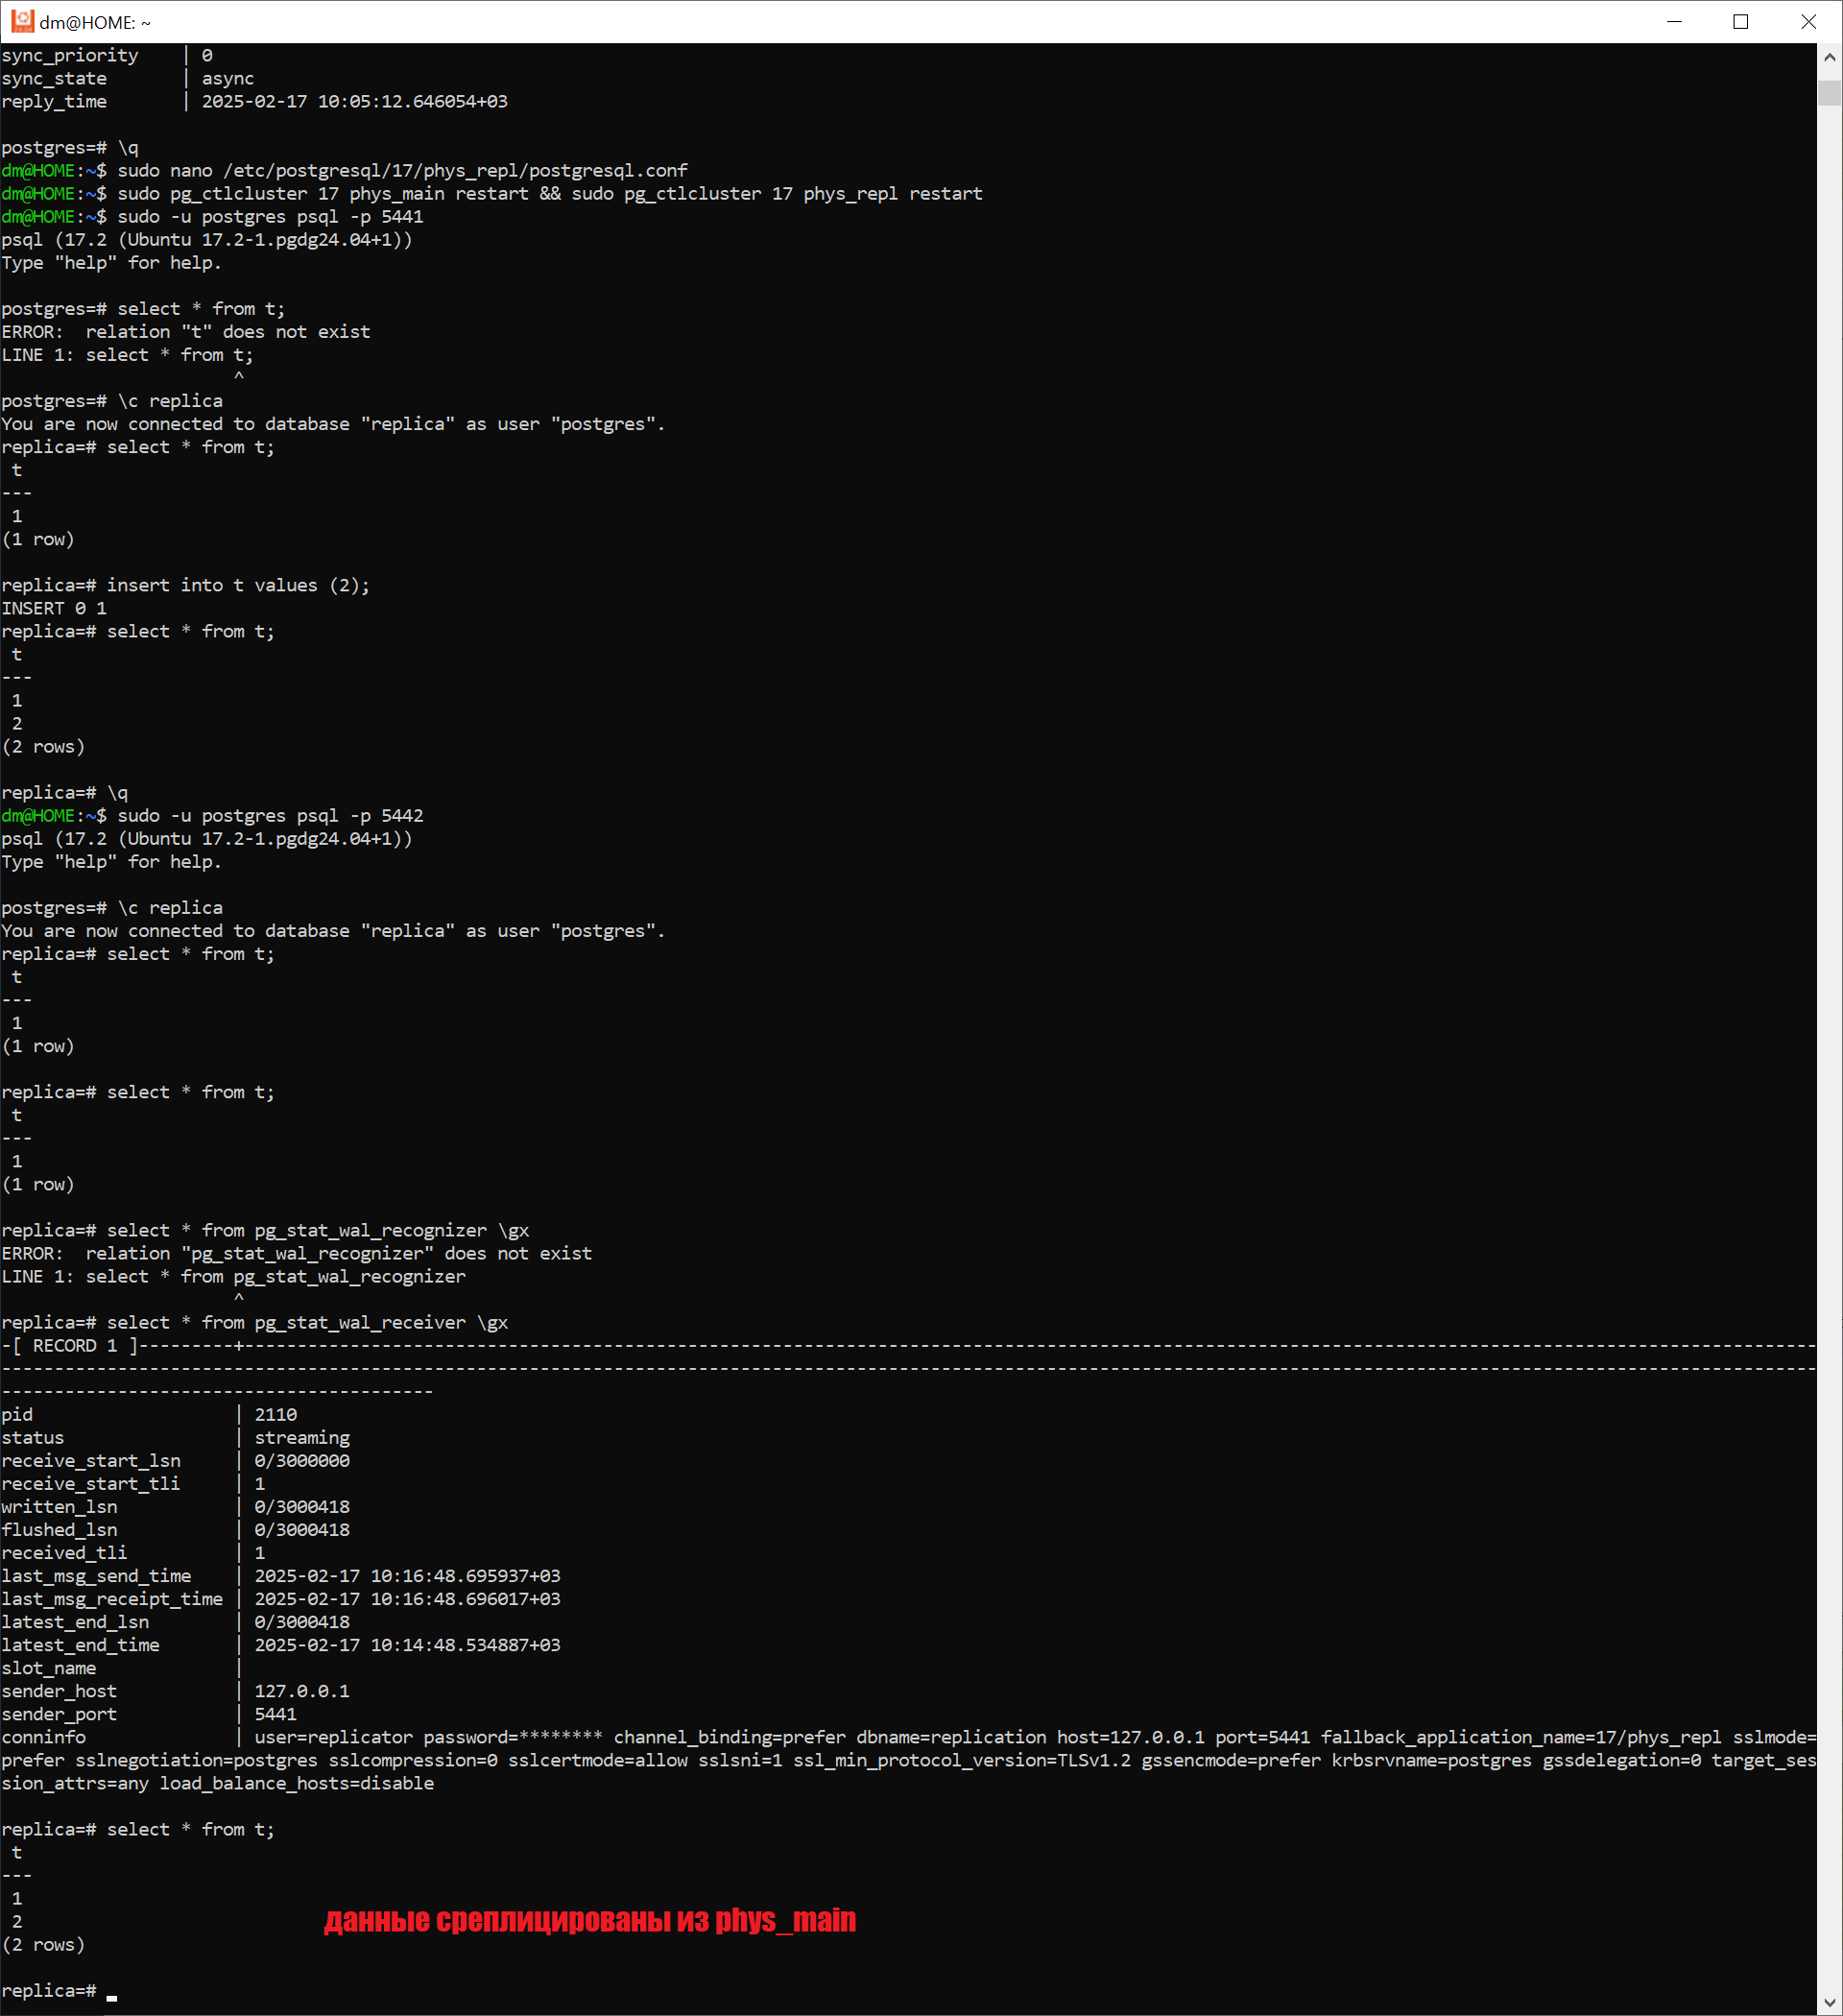 dm@HOME: ~
sync_priority    | 0
sync_state       | async
reply_time       | 2025-02-17 10:05:12.646054+03
postgres=# \q
dm@HOME:~$ sudo nano /etc/postgresql/17/phys_repl/postgresql.conf
dm@HOME:~$ sudo pg_ctlcluster 17 phys_main restart && sudo pg_ctlcluster 17 phys_repl restart
dm@HOME:~$ sudo -u postgres psql -p 5441
psql (17.2 (Ubuntu 17.2-1.pgdg24.04+1))
Type "help" for help.
postgres=# select * from t;
ERROR:  relation "t" does not exist
LINE 1: select * from t;
                      ^
postgres=# \c replica
You are now connected to database "replica" as user "postgres".
replica=# select * from t;
 t
---
 1
(1 row)
replica=# insert into t values (2);
INSERT 0 1
replica=# select * from t;
 t
---
 1
 2
(2 rows)
replica=# \q
dm@HOME:~$ sudo -u postgres psql -p 5442
psql (17.2 (Ubuntu 17.2-1.pgdg24.04+1))
Type "help" for help.
postgres=# \c replica
You are now connected to database "replica" as user "postgres".
replica=# select * from t;
 t
---
 1
(1 row)
replica=# select * from t;
 t
---
 1
(1 row)
replica=# select * from pg_stat_wal_recognizer \gx
ERROR:  relation "pg_stat_wal_recognizer" does not exist
LINE 1: select * from pg_stat_wal_recognizer
                      ^
replica=# select * from pg_stat_wal_receiver \gx
-[ RECORD 1 ]---------+-----------------------------------------------------------------------------------------------------------------------------------------------------
----------------------------------------------------------------------------------------------------------------------------------------------------------------------------
-----------------------------------------
pid                   | 2110
status                | streaming
receive_start_lsn     | 0/3000000
receive_start_tli     | 1
written_lsn           | 0/3000418
flushed_lsn           | 0/3000418
received_tli          | 1
last_msg_send_time    | 2025-02-17 10:16:48.695937+03
last_msg_receipt_time | 2025-02-17 10:16:48.696017+03
latest_end_lsn        | 0/3000418
latest_end_time       | 2025-02-17 10:14:48.534887+03
slot_name             |
sender_host           | 127.0.0.1
sender_port           | 5441
conninfo              | user=replicator password=******** channel_binding=prefer dbname=replication host=127.0.0.1 port=5441 fallback_application_name=17/phys_repl sslmode=
prefer sslnegotiation=postgres sslcompression=0 sslcertmode=allow sslsni=1 ssl_min_protocol_version=TLSv1.2 gssencmode=prefer krbsrvname=postgres gssdelegation=0 target_ses
sion_attrs=any load_balance_hosts=disable
replica=# select * from t;
 t
---
 1
 2
данные среплицированы из phys_main
(2 rows)
replica=#